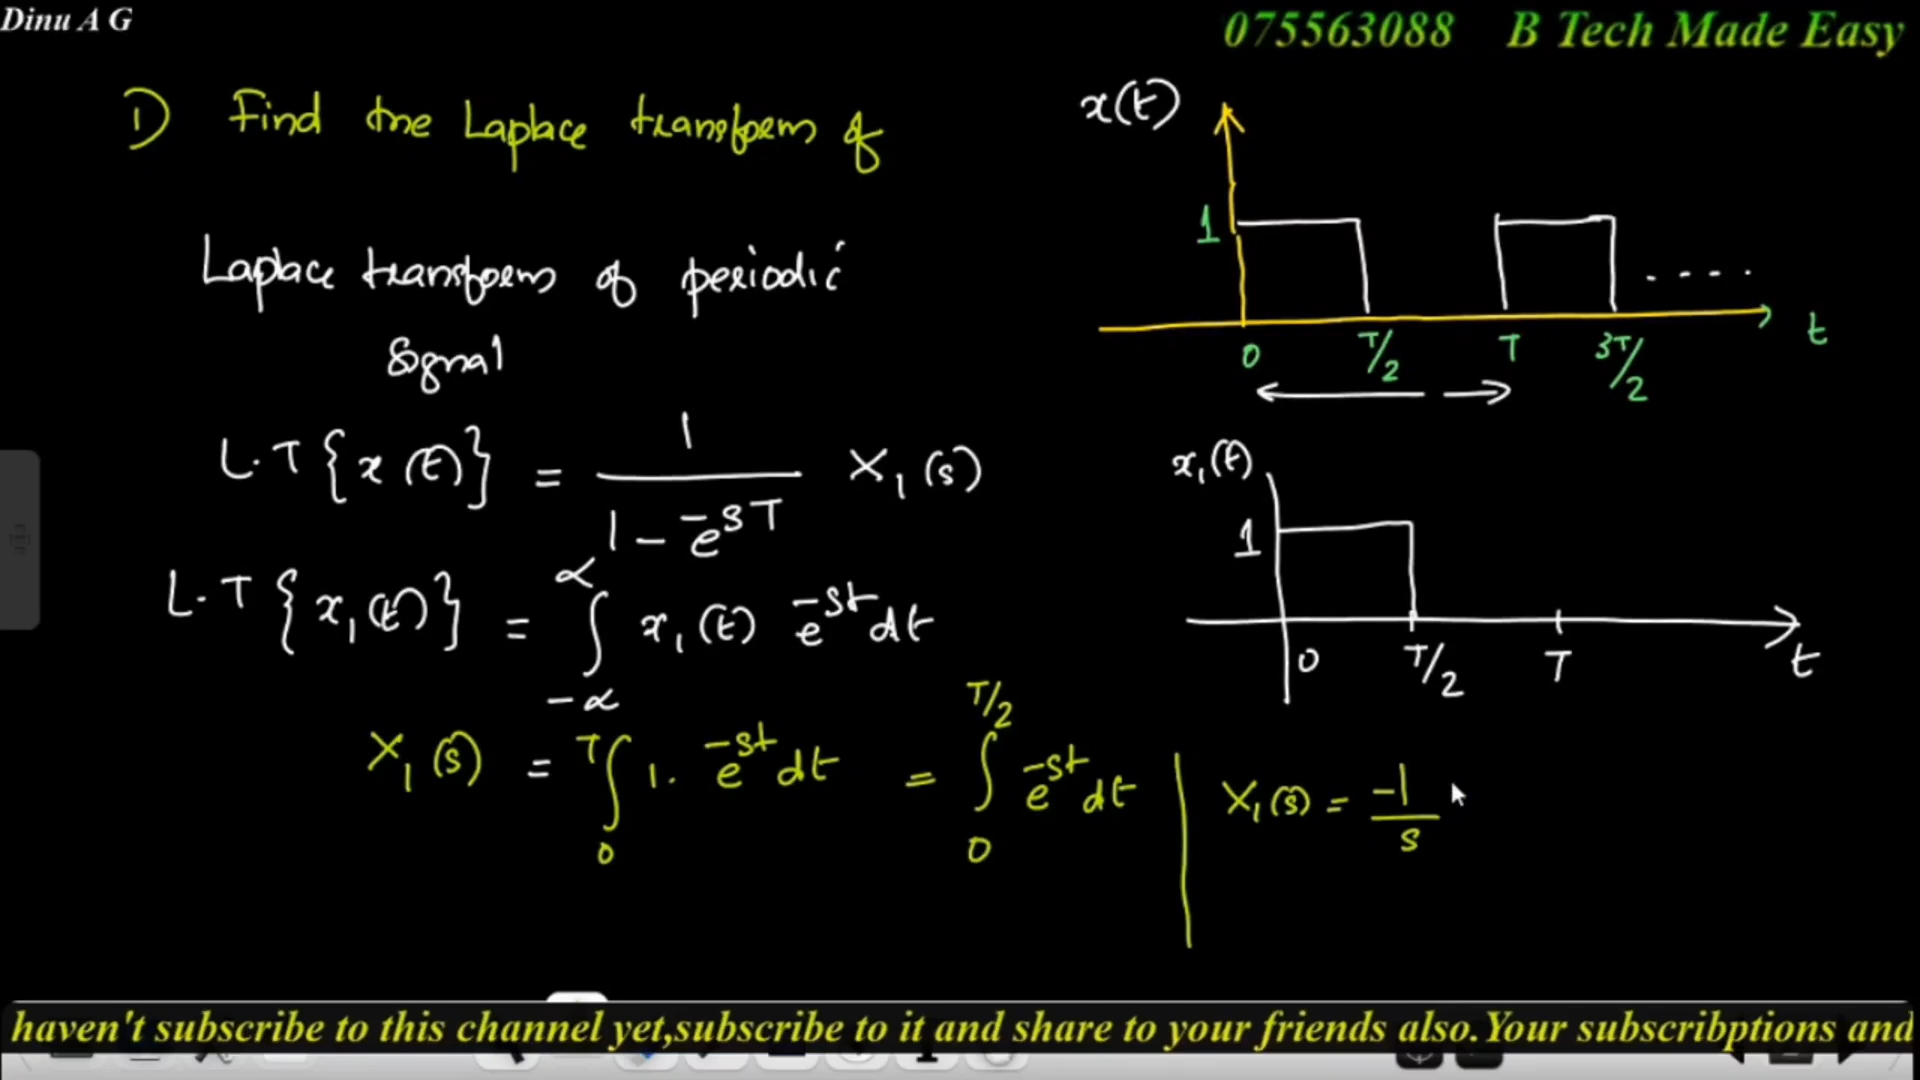 Dinu A G
075563088 B Tech Made Easy
1) Find the Laplace transform of
Laplace transform of periodic
signal
L.T {x(t)} = 1 / (1 - e^-sT) X₁(s)
L.T {x₁(t)} = ∫_{-α}^{α} x₁(t) e^-st dt
X₁(s) = ∫_0^T 1. e^-st dt = ∫_0^{T/2} e^-st dt
x(t)
1
0 T/2 T 3T/2 t
x₁(t)
1
0 T/2 T t
X₁(s) = -1/s
haven't subscribe to this channel yet,subscribe to it and share to your friends also.Your subscribptions and